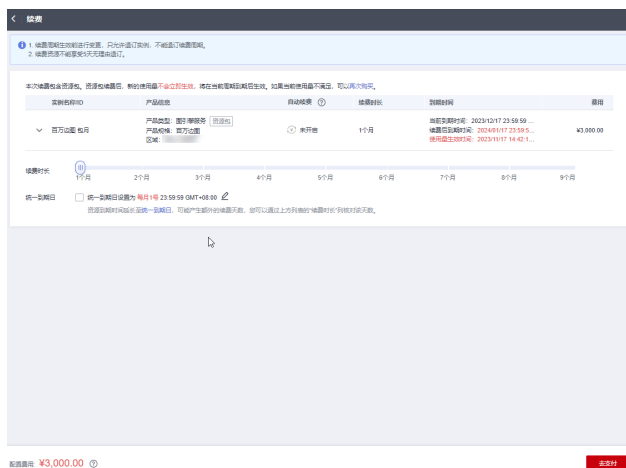 续费
1. 续费周期生效前进行变更，只允许退订实例，不能退订续费周期。
2. 续费资源不能享受5天无理由退订。
本次续费包含资源包。资源包续费后，新的使用量不会立即生效，将在当前周期到期后生效。如果当前使用量不满足，可以再次购买。
实例名称/ID 产品信息 自动续费 续费时长 到期时间 费用
百万边图 包月 产品类型：图引擎服务 资源包 未开启 1个月 当前到期时间：2023/12/17 23:59:59 ... ¥3,000.00
产品规格：百万边图 续费后到期时间：2024/01/17 23:59:5...
区域： 使用量生效时间：2023/11/17 14:42:1...
续费时长 1个月 2个月 3个月 4个月 5个月 6个月 7个月 8个月 9个月
统一到期日 统一到期日设置为 每月1号 23:59:59 GMT+08:00
资源到期时间延长至统一到期日，可能产生额外的续费天数，您可以通过上方列表的“续费时长”列核对该天数。
配置费用 ¥3,000.00
去支付